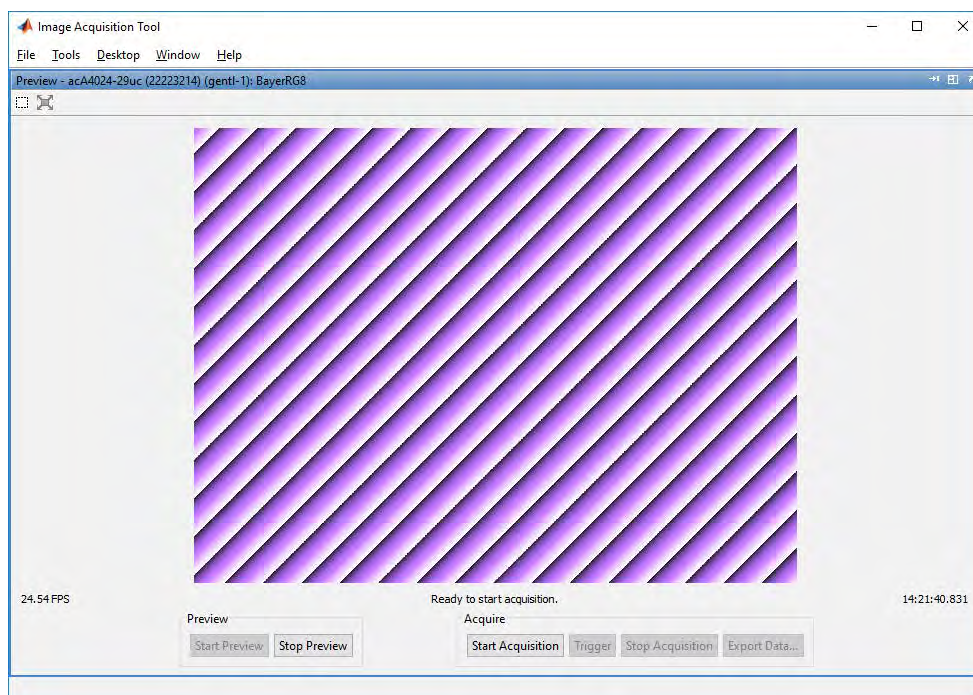 Image Acquisition Tool
File Tools Desktop Window Help
Preview - acA4024-29uc (22223214) (gentl-1): BayerRG8
24.54 FPS
Ready to start acquisition.
14:21:40.831
Preview
Acquire
Start Preview
Stop Preview
Start Acquisition
Trigger
Stop Acquisition
Export Data...